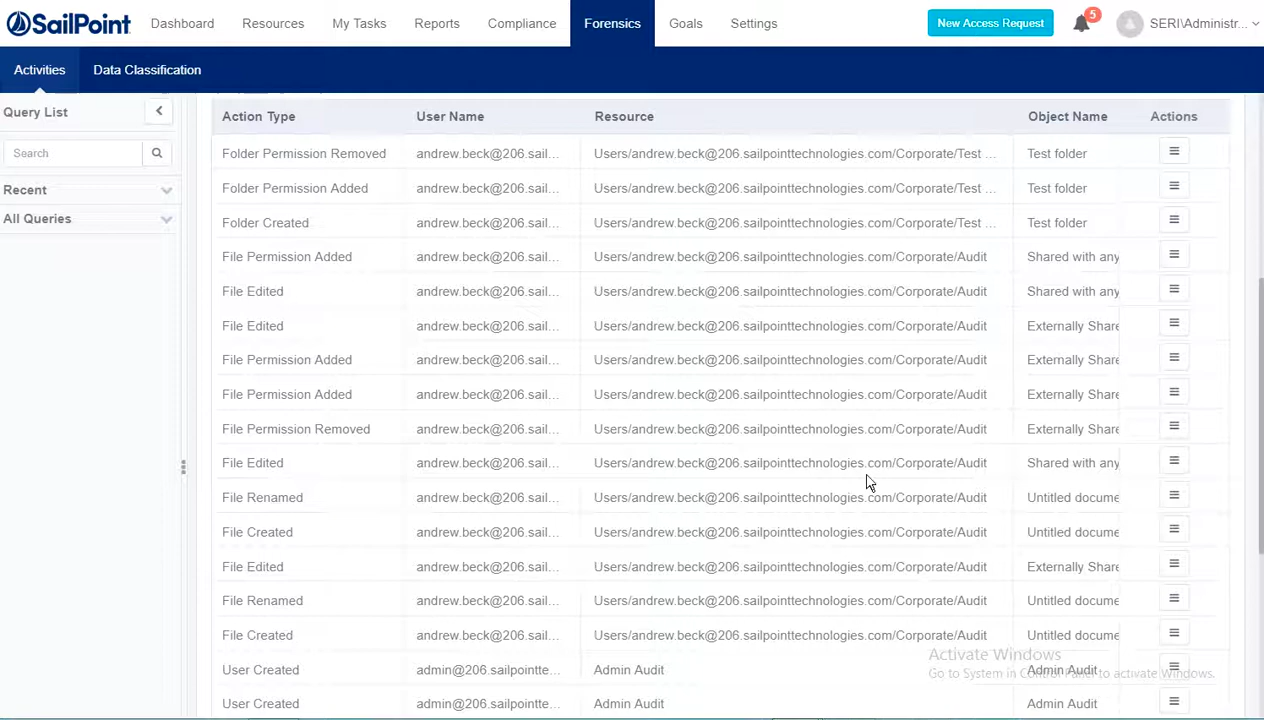 SailPoint Dashboard Resources My Tasks Reports Compliance Forensics Goals Settings New Access Request 5 SERI\Administr...
Activities Data Classification
Query List
Search
Recent
All Queries
Action Type User Name Resource Object Name Actions
Folder Permission Removed andrew.beck@206.sail... Users/andrew.beck@206.sailpointtechnologies.com/Corporate/Test ... Test folder
Folder Permission Added andrew.beck@206.sail... Users/andrew.beck@206.sailpointtechnologies.com/Corporate/Test ... Test folder
Folder Created andrew.beck@206.sail... Users/andrew.beck@206.sailpointtechnologies.com/Corporate/Test ... Test folder
File Permission Added andrew.beck@206.sail... Users/andrew.beck@206.sailpointtechnologies.com/Corporate/Audit Shared with any
File Edited andrew.beck@206.sail... Users/andrew.beck@206.sailpointtechnologies.com/Corporate/Audit Shared with any
File Edited andrew.beck@206.sail... Users/andrew.beck@206.sailpointtechnologies.com/Corporate/Audit Externally Share
File Permission Added andrew.beck@206.sail... Users/andrew.beck@206.sailpointtechnologies.com/Corporate/Audit Externally Share
File Permission Added andrew.beck@206.sail... Users/andrew.beck@206.sailpointtechnologies.com/Corporate/Audit Externally Share
File Permission Removed andrew.beck@206.sail... Users/andrew.beck@206.sailpointtechnologies.com/Corporate/Audit Externally Share
File Edited andrew.beck@206.sail... Users/andrew.beck@206.sailpointtechnologies.com/Corporate/Audit Shared with any
File Renamed andrew.beck@206.sail... Users/andrew.beck@206.sailpointtechnologies.com/Corporate/Audit Untitled docume
File Created andrew.beck@206.sail... Users/andrew.beck@206.sailpointtechnologies.com/Corporate/Audit Untitled docume
File Edited andrew.beck@206.sail... Users/andrew.beck@206.sailpointtechnologies.com/Corporate/Audit Externally Share
File Renamed andrew.beck@206.sail... Users/andrew.beck@206.sailpointtechnologies.com/Corporate/Audit Untitled docume
File Created andrew.beck@206.sail... Users/andrew.beck@206.sailpointtechnologies.com/Corporate/Audit Untitled docume
User Created admin@206.sailpointte... Admin Audit Admin Audit
User Created admin@206.sailpointte... Admin Audit Admin Audit
Activate Windows
Go to System in Control Panel to activate Windows.